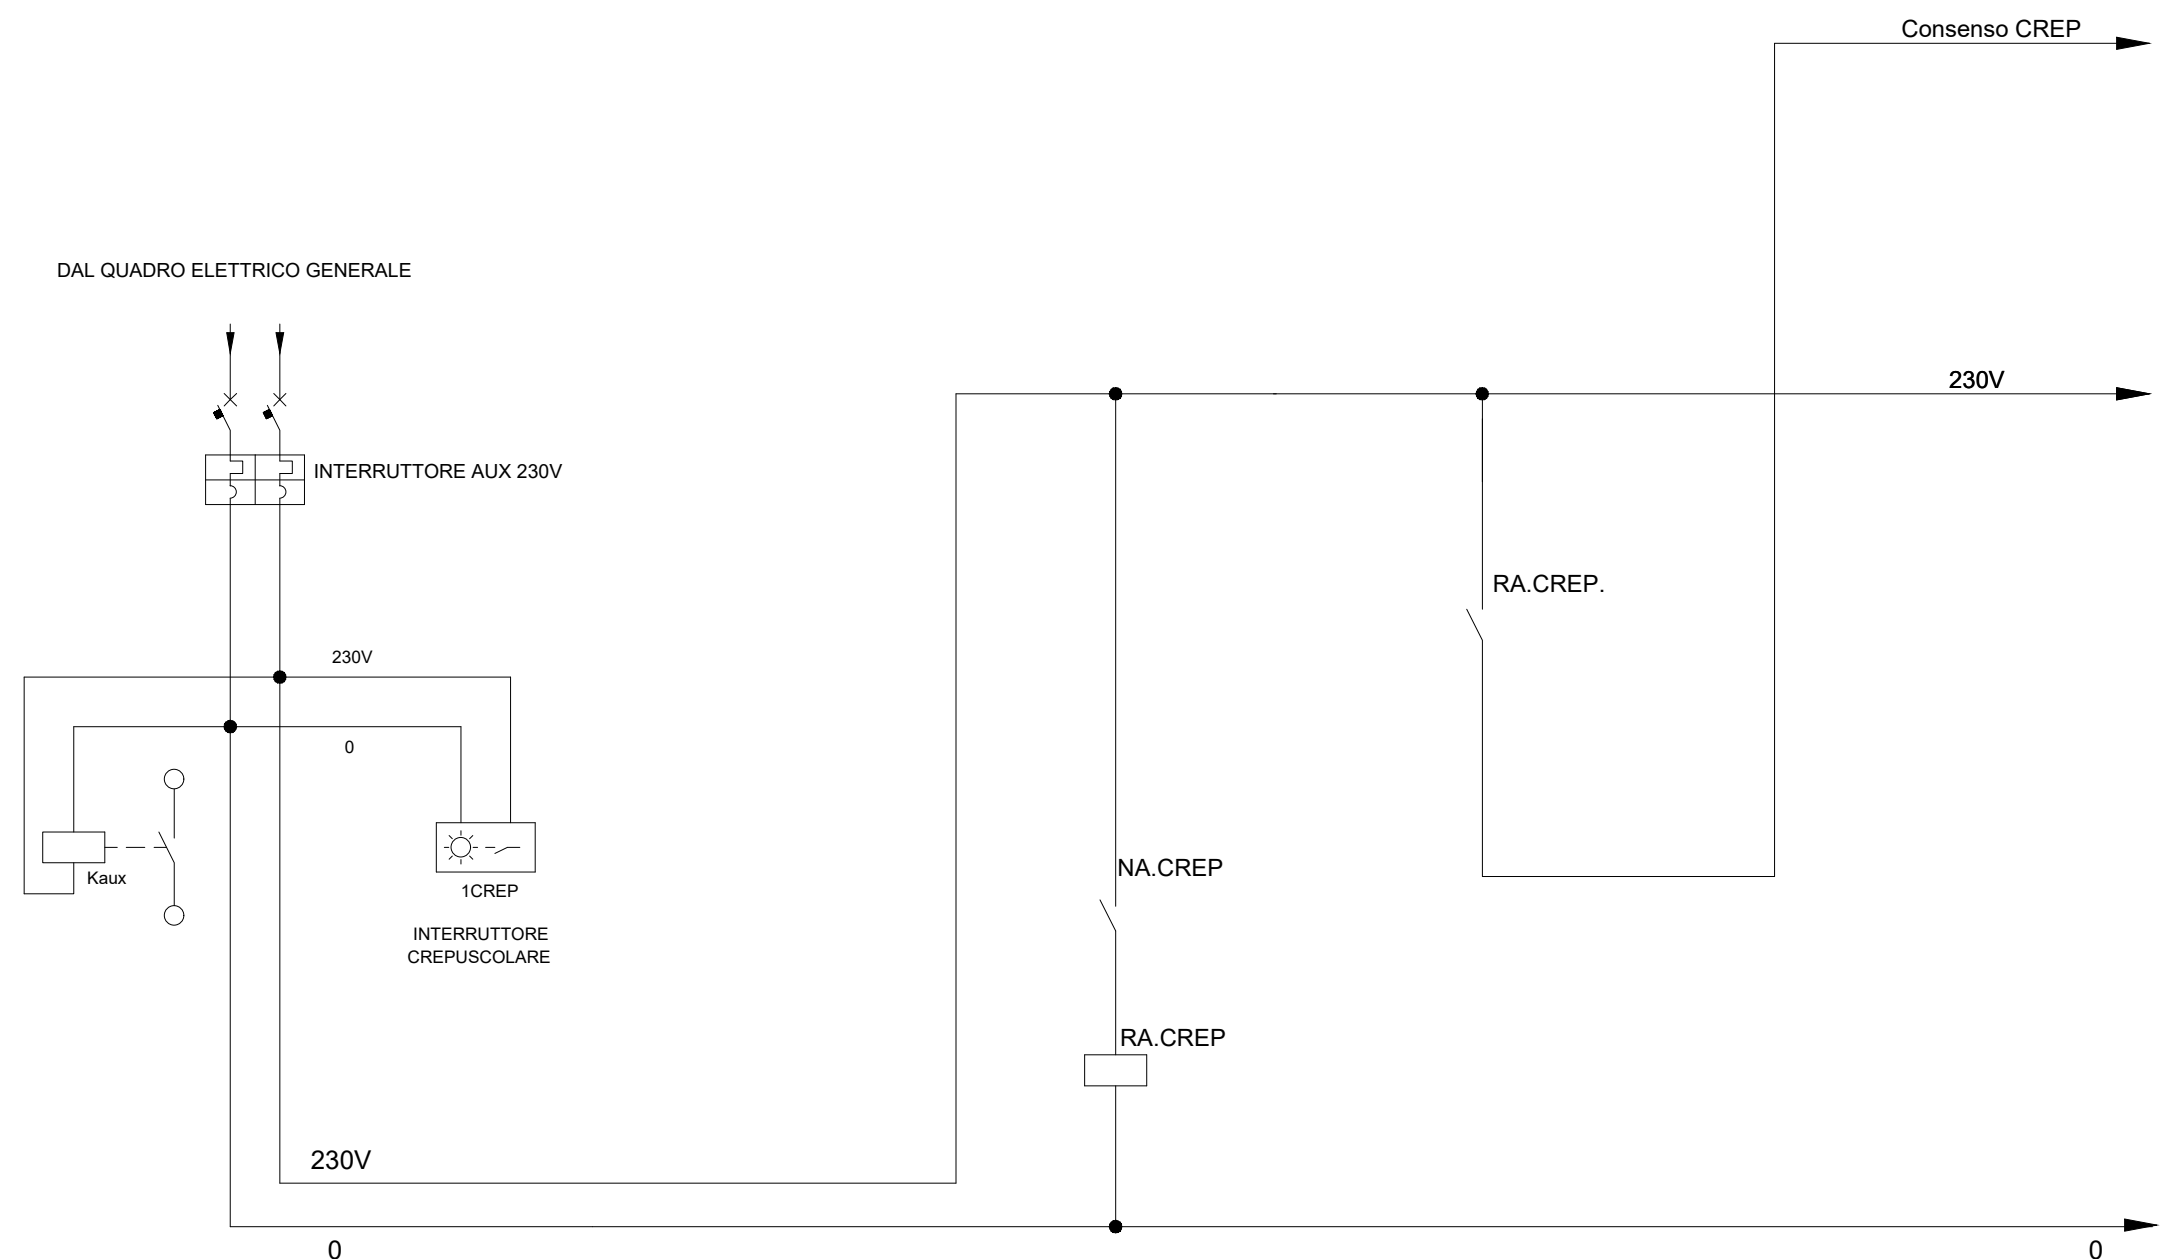 Consenso CREP
DAL QUADRO ELETTRICO GENERALE
230V
INTERRUTTORE AUX 230V
RA.CREP.
230V
0
NA.CREP
Kaux
1CREP
INTERRUTTORE
CREPUSCOLARE
RA.CREP
230V
0
0